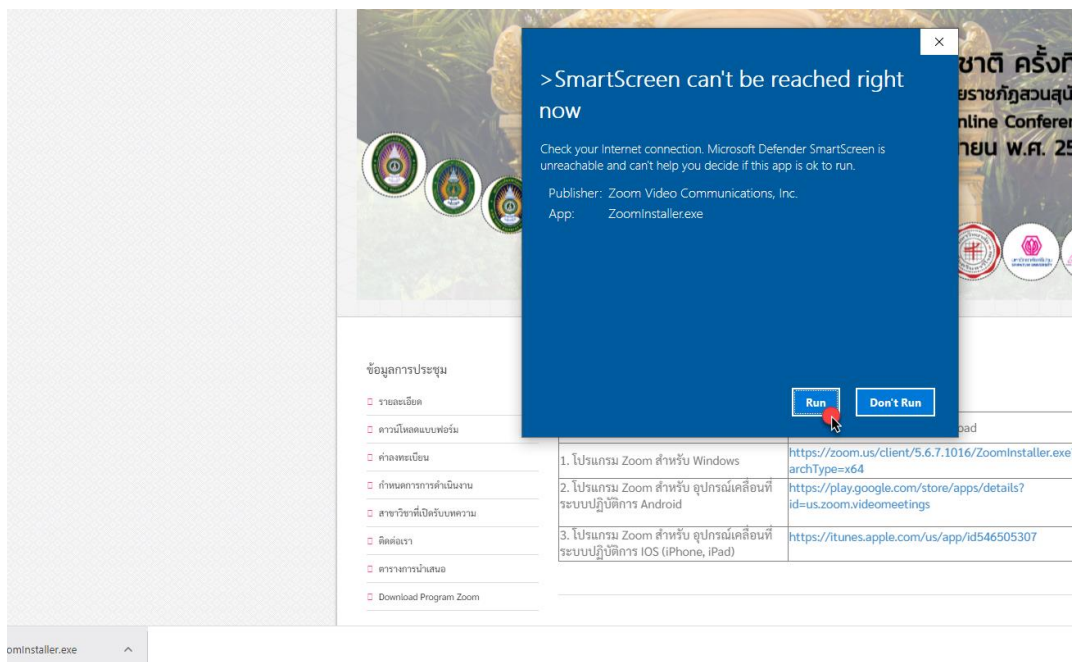 ชาติ ครั้งที่
nline Conferen
พ.ศ. 25
×
>SmartScreen can't be reached right
now
Check your Internet connection. Microsoft Defender SmartScreen is
unreachable and can't help you decide if this app is ok to run.
Publisher: Zoom Video Communications, Inc.
App: ZoomInstaller.exe
Run
Don't Run
ข้อมูลการประชุม
รายละเอียด
ดาวน์โหลดแบบฟอร์ม
ค่าลงทะเบียน
กำหนดการการดำเนินงาน
สาขาวิชาที่เปิดรับบทความ
ติดต่อเรา
ตารางการนำเสนอ
Download Program Zoom
oad
1. โปรแกรม Zoom สำหรับ Windows
https://zoom.us/client/5.6.7.1016/ZoomInstaller.exe
archType=x64
2. โปรแกรม Zoom สำหรับ อุปกรณ์เคลื่อนที่
ระบบปฏิบัติการ Android
https://play.google.com/store/apps/details?
id=us.zoom.videomeetings
3. โปรแกรม Zoom สำหรับ อุปกรณ์เคลื่อนที่
ระบบปฏิบัติการ IOS (iPhone, iPad)
https://itunes.apple.com/us/app/id546505307
oomInstaller.exe